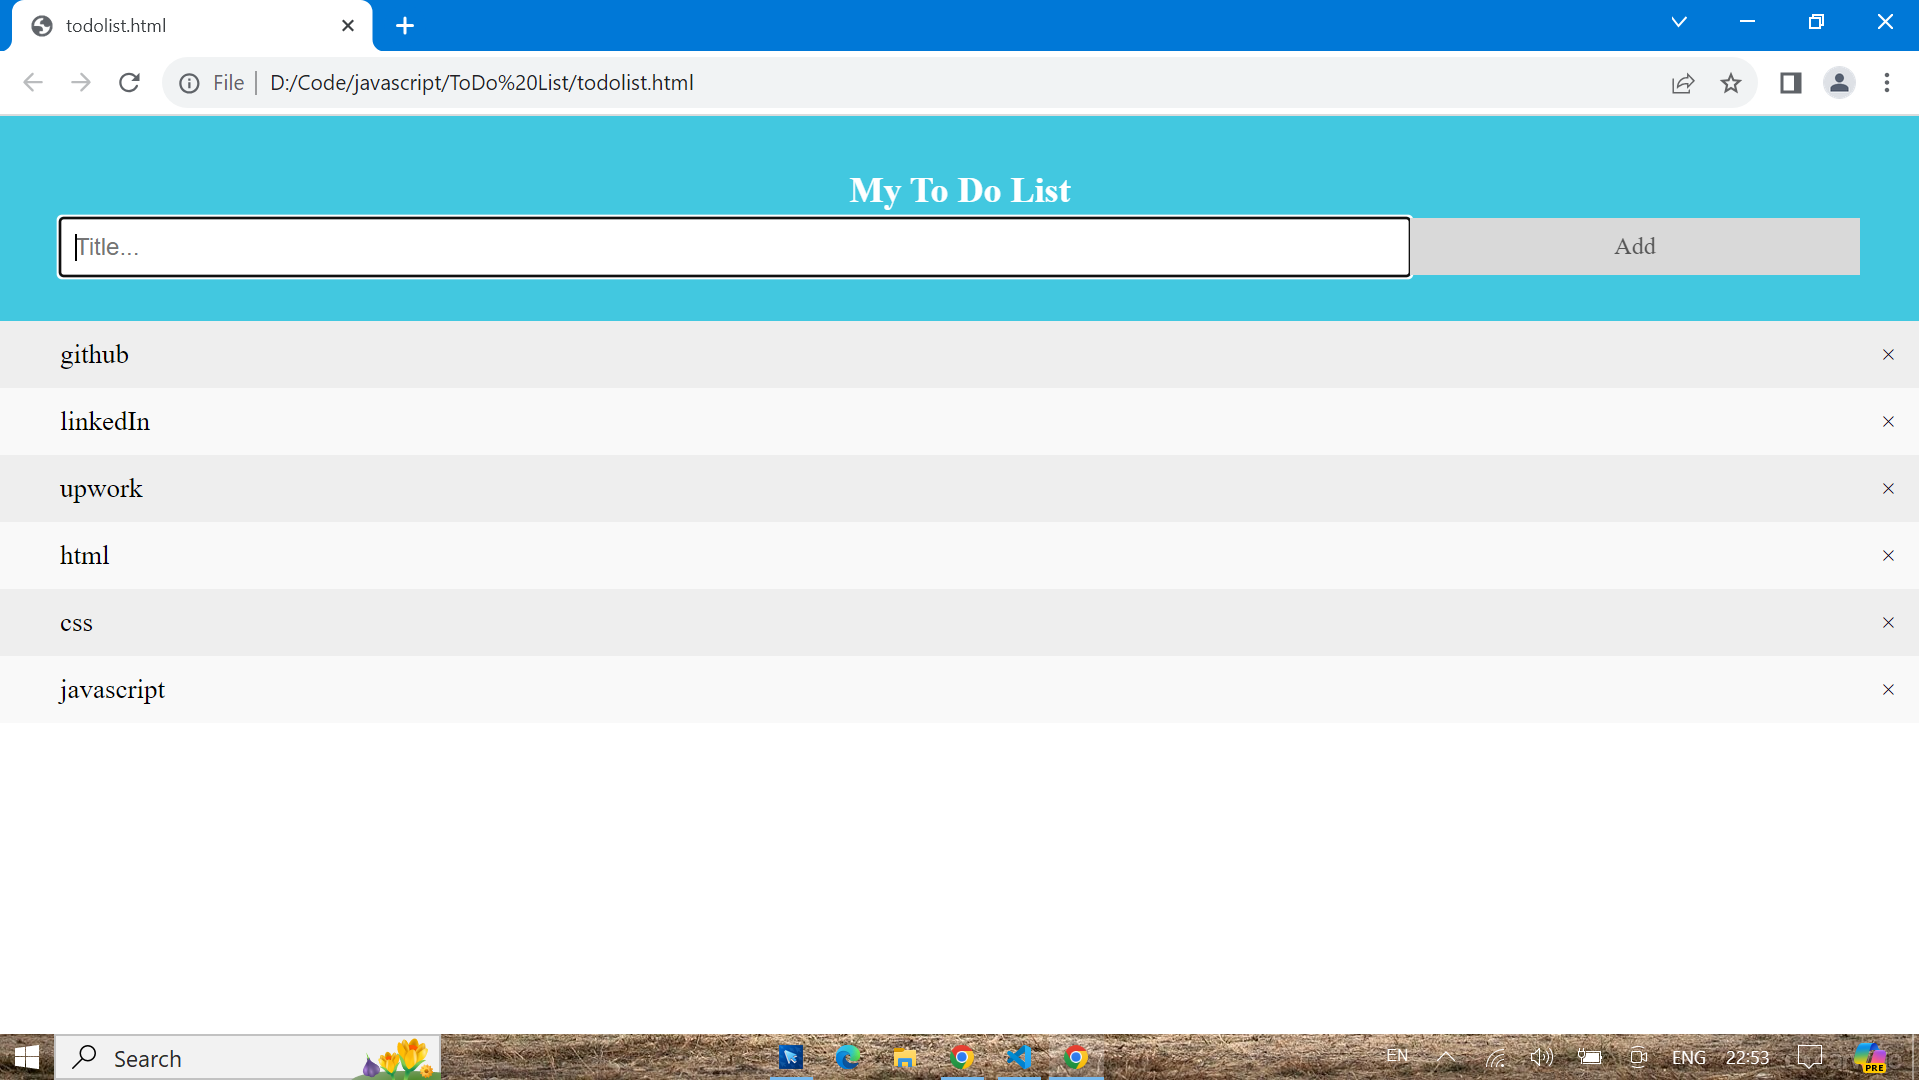 todolist.html
File
D:/Code/javascript/ToDo%20List/todolist.html
My To Do List
Title...
Add
github
linkedIn
upwork
html
css
javascript
Search
EN
ENG
22:53
PRE